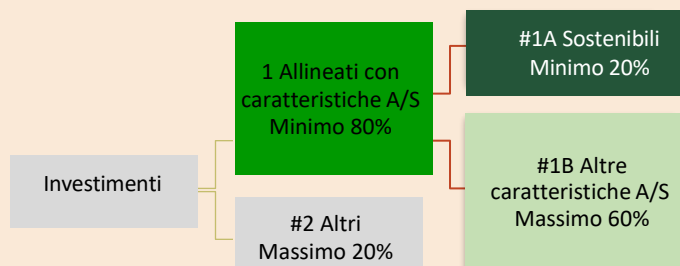 Investimenti
1 Allineati con
caratteristiche A/S
Minimo 80%
#2 Altri
Massimo 20%
#1A Sostenibili
Minimo 20%
#1B Altre
caratteristiche A/S
Massimo 60%